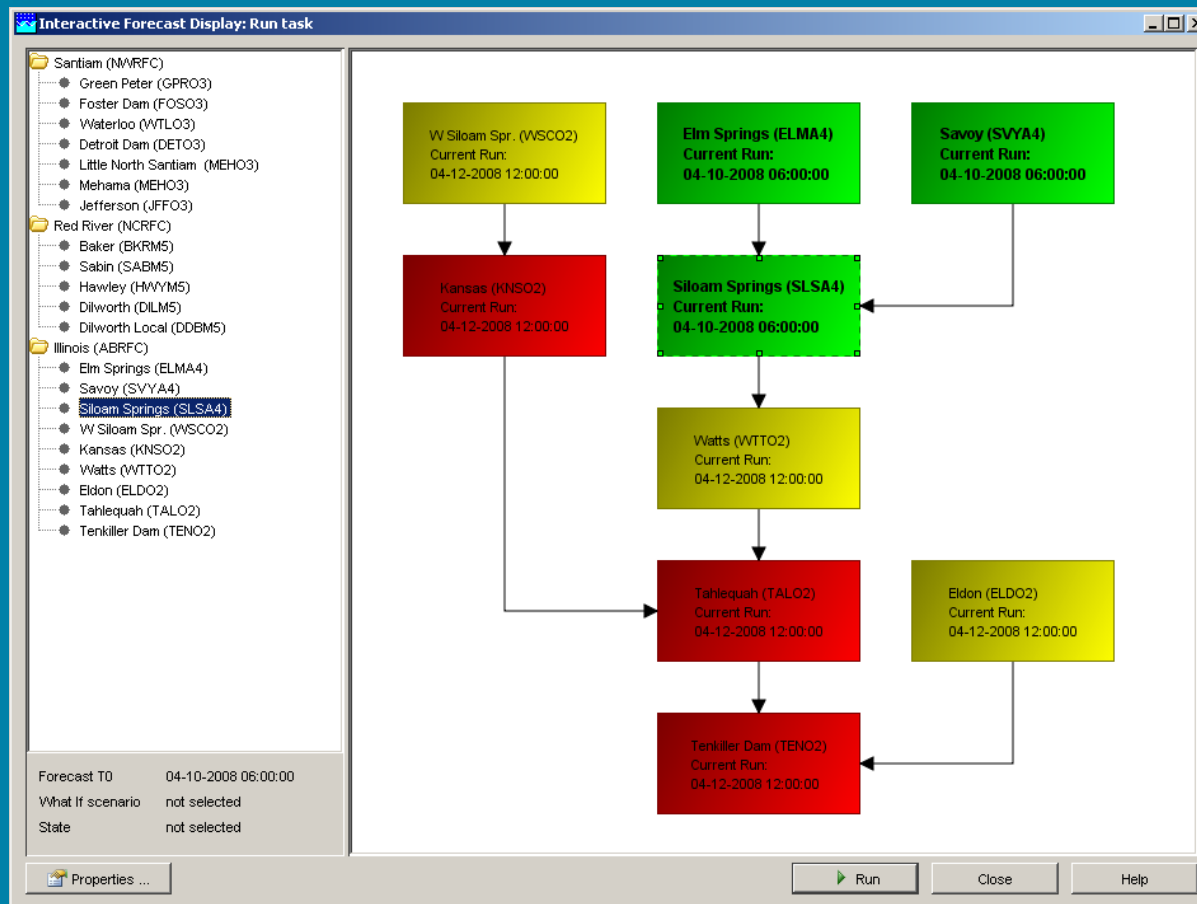 Interactive Forecast Display: Run task
Santiam (NWRFC)
Green Peter (GPRO3)
Foster Dam (FOSO3)
Waterloo (WTLO3)
Detroit Dam (DETO3)
Little North Santiam (MEHO3)
Mehama (MEHO3)
Jefferson (JFFO3)
Red River (NCRFC)
Baker (BKRM5)
Sabin (SABM5)
Hawley (HWYM5)
Dilworth (DILM5)
Dilworth Local (DDBM5)
Illinois (ABRFC)
Elm Springs (ELMA4)
Savoy (SVYA4)
Siloam Springs (SLSA4)
W Siloam Spr. (WSCO2)
Kansas (KNSO2)
Watts (WTTO2)
Eldon (ELDO2)
Tahlequah (TALO2)
Tenkiller Dam (TENO2)
Forecast T0 04-10-2008 06:00:00
What If scenario not selected
State not selected
Properties ...
W Siloam Spr. (WSCO2)
Current Run:
04-12-2008 12:00:00
Elm Springs (ELMA4)
Current Run:
04-10-2008 06:00:00
Savoy (SVYA4)
Current Run:
04-10-2008 06:00:00
Kansas (KNSO2)
Current Run:
04-12-2008 12:00:00
Siloam Springs (SLSA4)
Current Run:
04-10-2008 06:00:00
Watts (WTTO2)
Current Run:
04-12-2008 12:00:00
Tahlequah (TALO2)
Current Run:
04-12-2008 12:00:00
Eldon (ELDO2)
Current Run:
04-12-2008 12:00:00
Tenkiller Dam (TENO2)
Current Run:
04-12-2008 12:00:00
Run
Close
Help